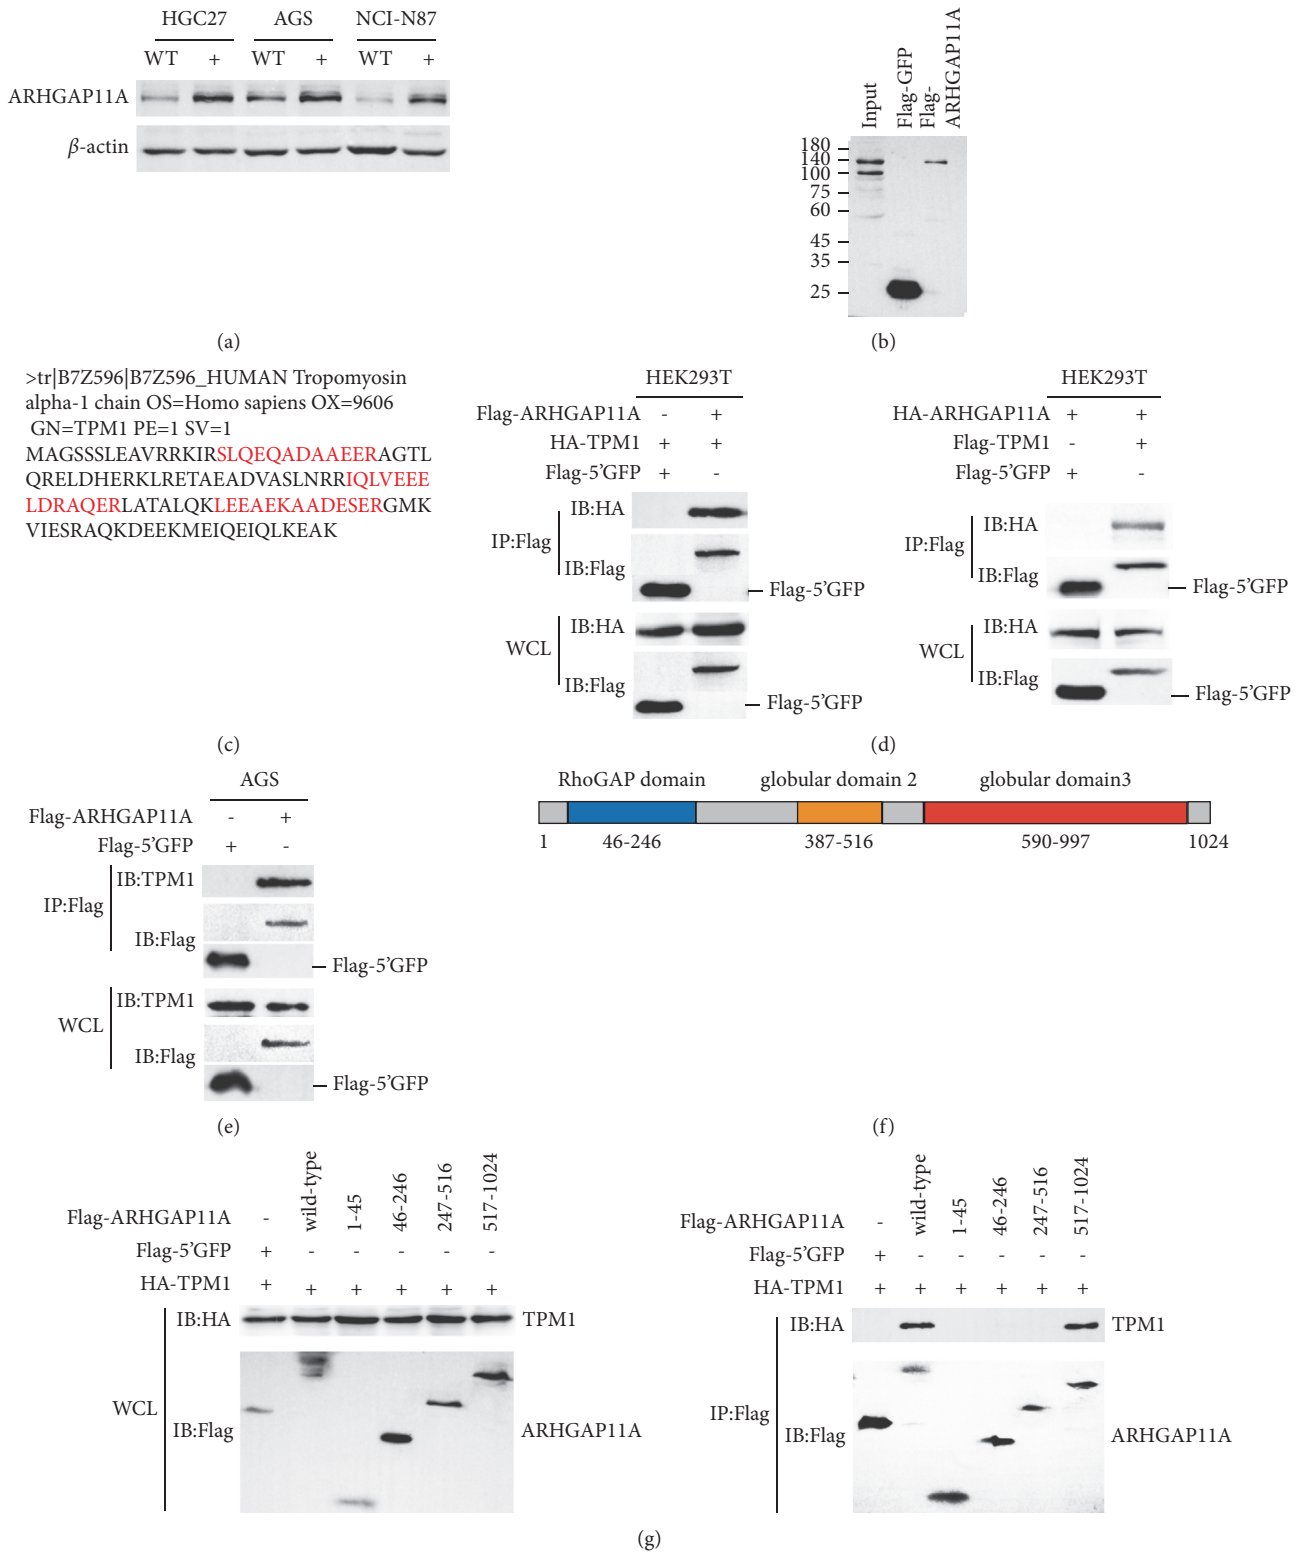 HGC27 AGS NCI-N87
WT + WT + WT +
ARHGAP11A
β-actin
(a)
Input
Flag-GFP
Flag-
ARHGAP11A
180
140
100
75
60
45
35
25
(b)
>tr|B7Z596|B7Z596_HUMAN Tropomyosin
alpha-1 chain OS=Homo sapiens OX=9606
GN=TPM1 PE=1 SV=1
MAGSSSLEAVRRKIRSLQEQADAAEERAGTL
QRELDHERKLRETAEADVASLNRRIQLVEEE
LDRAQERLATALQKLEEAEKAADESERGMK
VIESRAQKDEEKMEIQEIQLKEAK
(c)
HEK293T
Flag-ARHGAP11A - +
HA-TPM1 + +
Flag-5'GFP + -
IP:Flag
IB:HA
IB:Flag
Flag-5'GFP
WCL
IB:HA
IB:Flag
Flag-5'GFP
HEK293T
HA-ARHGAP11A + +
Flag-TPM1 - +
Flag-5'GFP + -
IP:Flag
IB:HA
IB:Flag
Flag-5'GFP
WCL
IB:HA
IB:Flag
Flag-5'GFP
(d)
AGS
Flag-ARHGAP11A - +
Flag-5'GFP + -
IP:Flag
IB:TPM1
IB:Flag
Flag-5'GFP
WCL
IB:TPM1
IB:Flag
Flag-5'GFP
(e)
RhoGAP domain globular domain 2 globular domain3
1 46-246 387-516 590-997 1024
(f)
Flag-ARHGAP11A - wild-type 1-45 46-246 247-516 517-1024
Flag-5'GFP + - - - - -
HA-TPM1 + + + + + +
WCL
IB:HA TPM1
IB:Flag ARHGAP11A
Flag-ARHGAP11A - wild-type 1-45 46-246 247-516 517-1024
Flag-5'GFP + - - - - -
HA-TPM1 + + + + + +
IP:Flag
IB:HA TPM1
IB:Flag ARHGAP11A
(g)